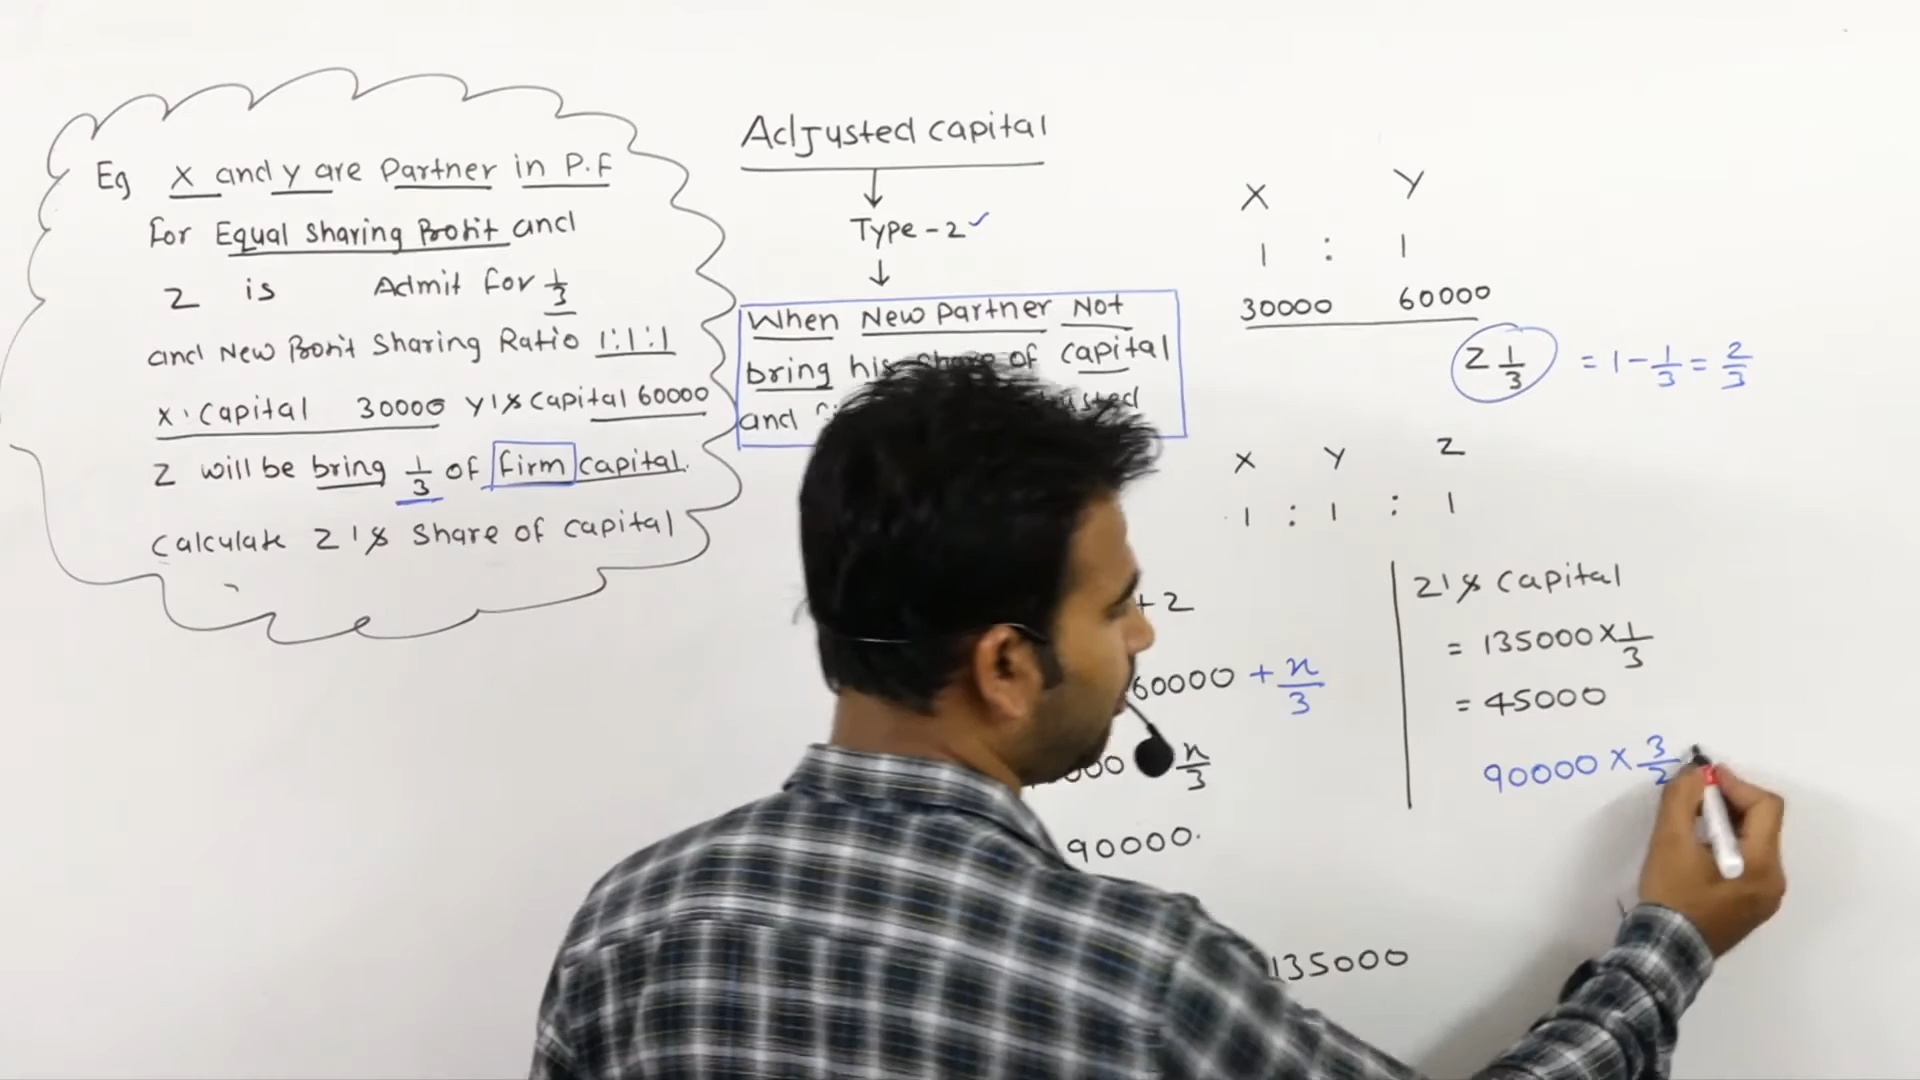 Eg X and Y are Partner in P.F
for Equal Sharing Profit and
Z is Admit for 1/3
and New Profit Sharing Ratio 1:1:1
X. Capital 30000 Y's Capital 60000
Z will be bring 1/3 of firm capital.
Calculate Z's Share of Capital
Adjusted capital
Type-2 ✓
When New Partner Not
bring his Share of Capital
and
X Y
1 : 1
30000 60000
Z 1/3 = 1 - 1/3 = 2/3
X Y Z
1 : 1 : 1
+ Z
60000 + x/3
x/3
90000.
135000
Z's Capital
= 135000 × 1/3
= 45000
90000 × 3/2